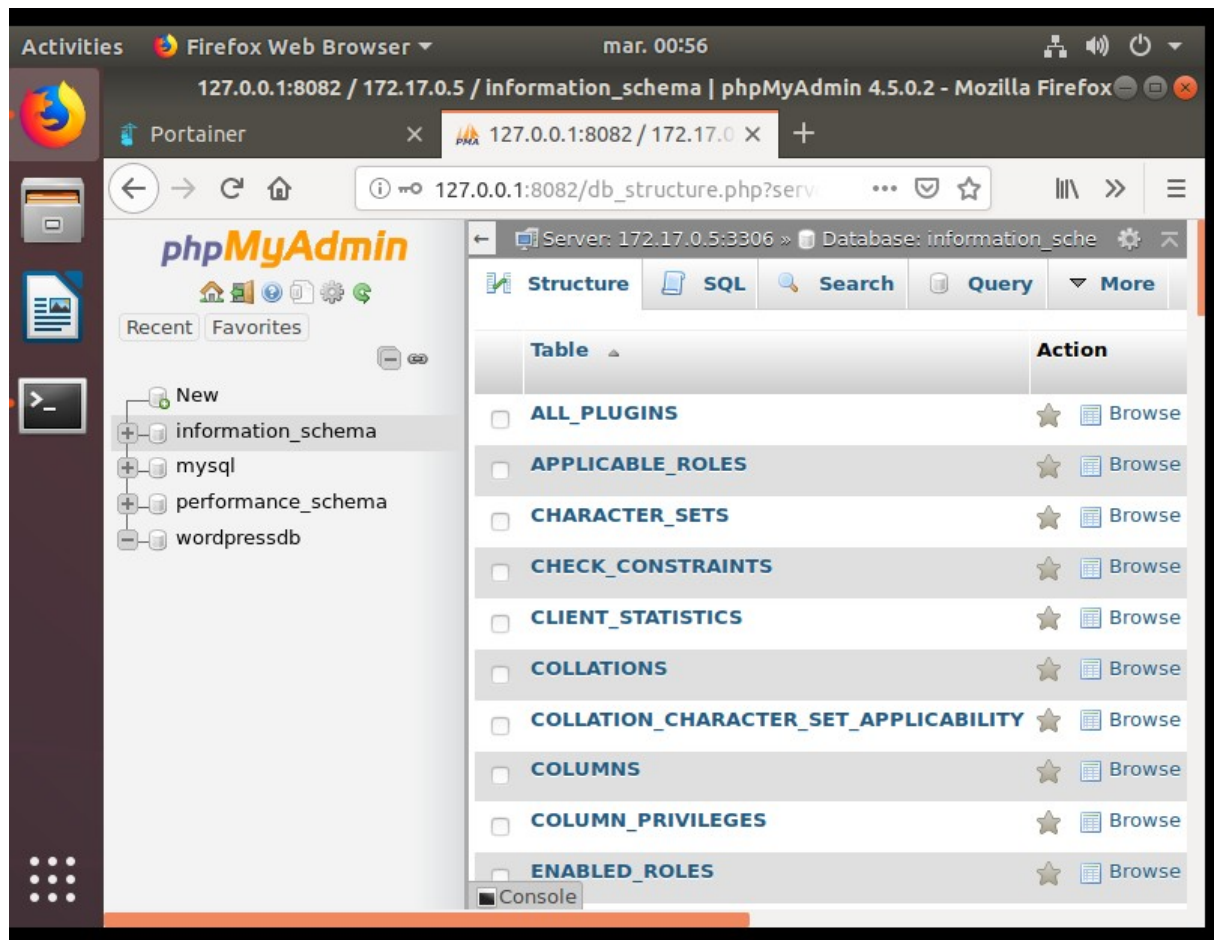 Activities Firefox Web Browser mar. 00:56
127.0.0.1:8082 / 172.17.0.5 / information_schema | phpMyAdmin 4.5.0.2 - Mozilla Firefox
Portainer 127.0.0.1:8082 / 172.17.0
127.0.0.1:8082/db_structure.php?serv
phpMyAdmin
Recent Favorites
New
information_schema
mysql
performance_schema
wordpressdb
Server: 172.17.0.5:3306 » Database: information_sche
Structure SQL Search Query More
Table Action
ALL_PLUGINS Browse
APPLICABLE_ROLES Browse
CHARACTER_SETS Browse
CHECK_CONSTRAINTS Browse
CLIENT_STATISTICS Browse
COLLATIONS Browse
COLLATION_CHARACTER_SET_APPLICABILITY Browse
COLUMNS Browse
COLUMN_PRIVILEGES Browse
ENABLED_ROLES Browse
Console